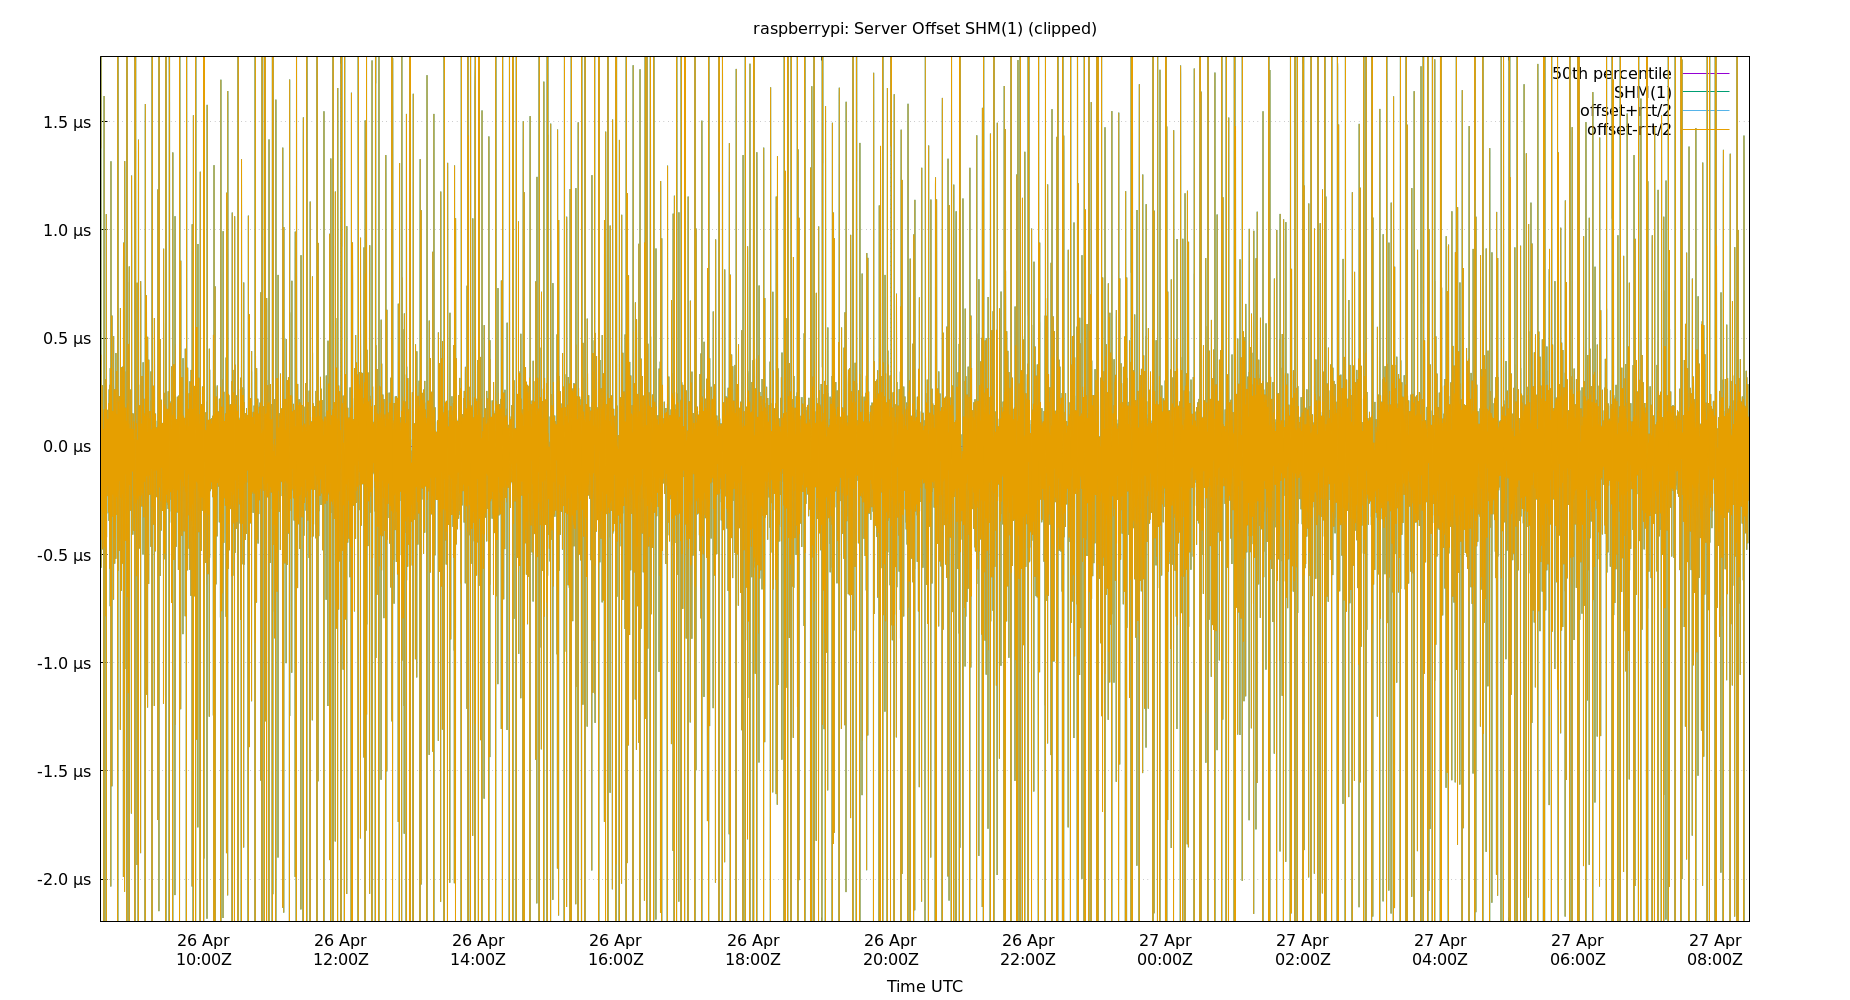 raspberrypi: Server Offset SHM(1) (clipped)
50th percentile
SHM(1)
offset+rtt/2
offset-rtt/2
1.5 µs
1.0 µs
0.5 µs
0.0 µs
-0.5 µs
-1.0 µs
-1.5 µs
-2.0 µs
26 Apr 26 Apr 26 Apr 26 Apr 26 Apr 26 Apr 26 Apr 27 Apr 27 Apr 27 Apr 27 Apr 27 Apr
10:00Z 12:00Z 14:00Z 16:00Z 18:00Z 20:00Z 22:00Z 00:00Z 02:00Z 04:00Z 06:00Z 08:00Z
Time UTC